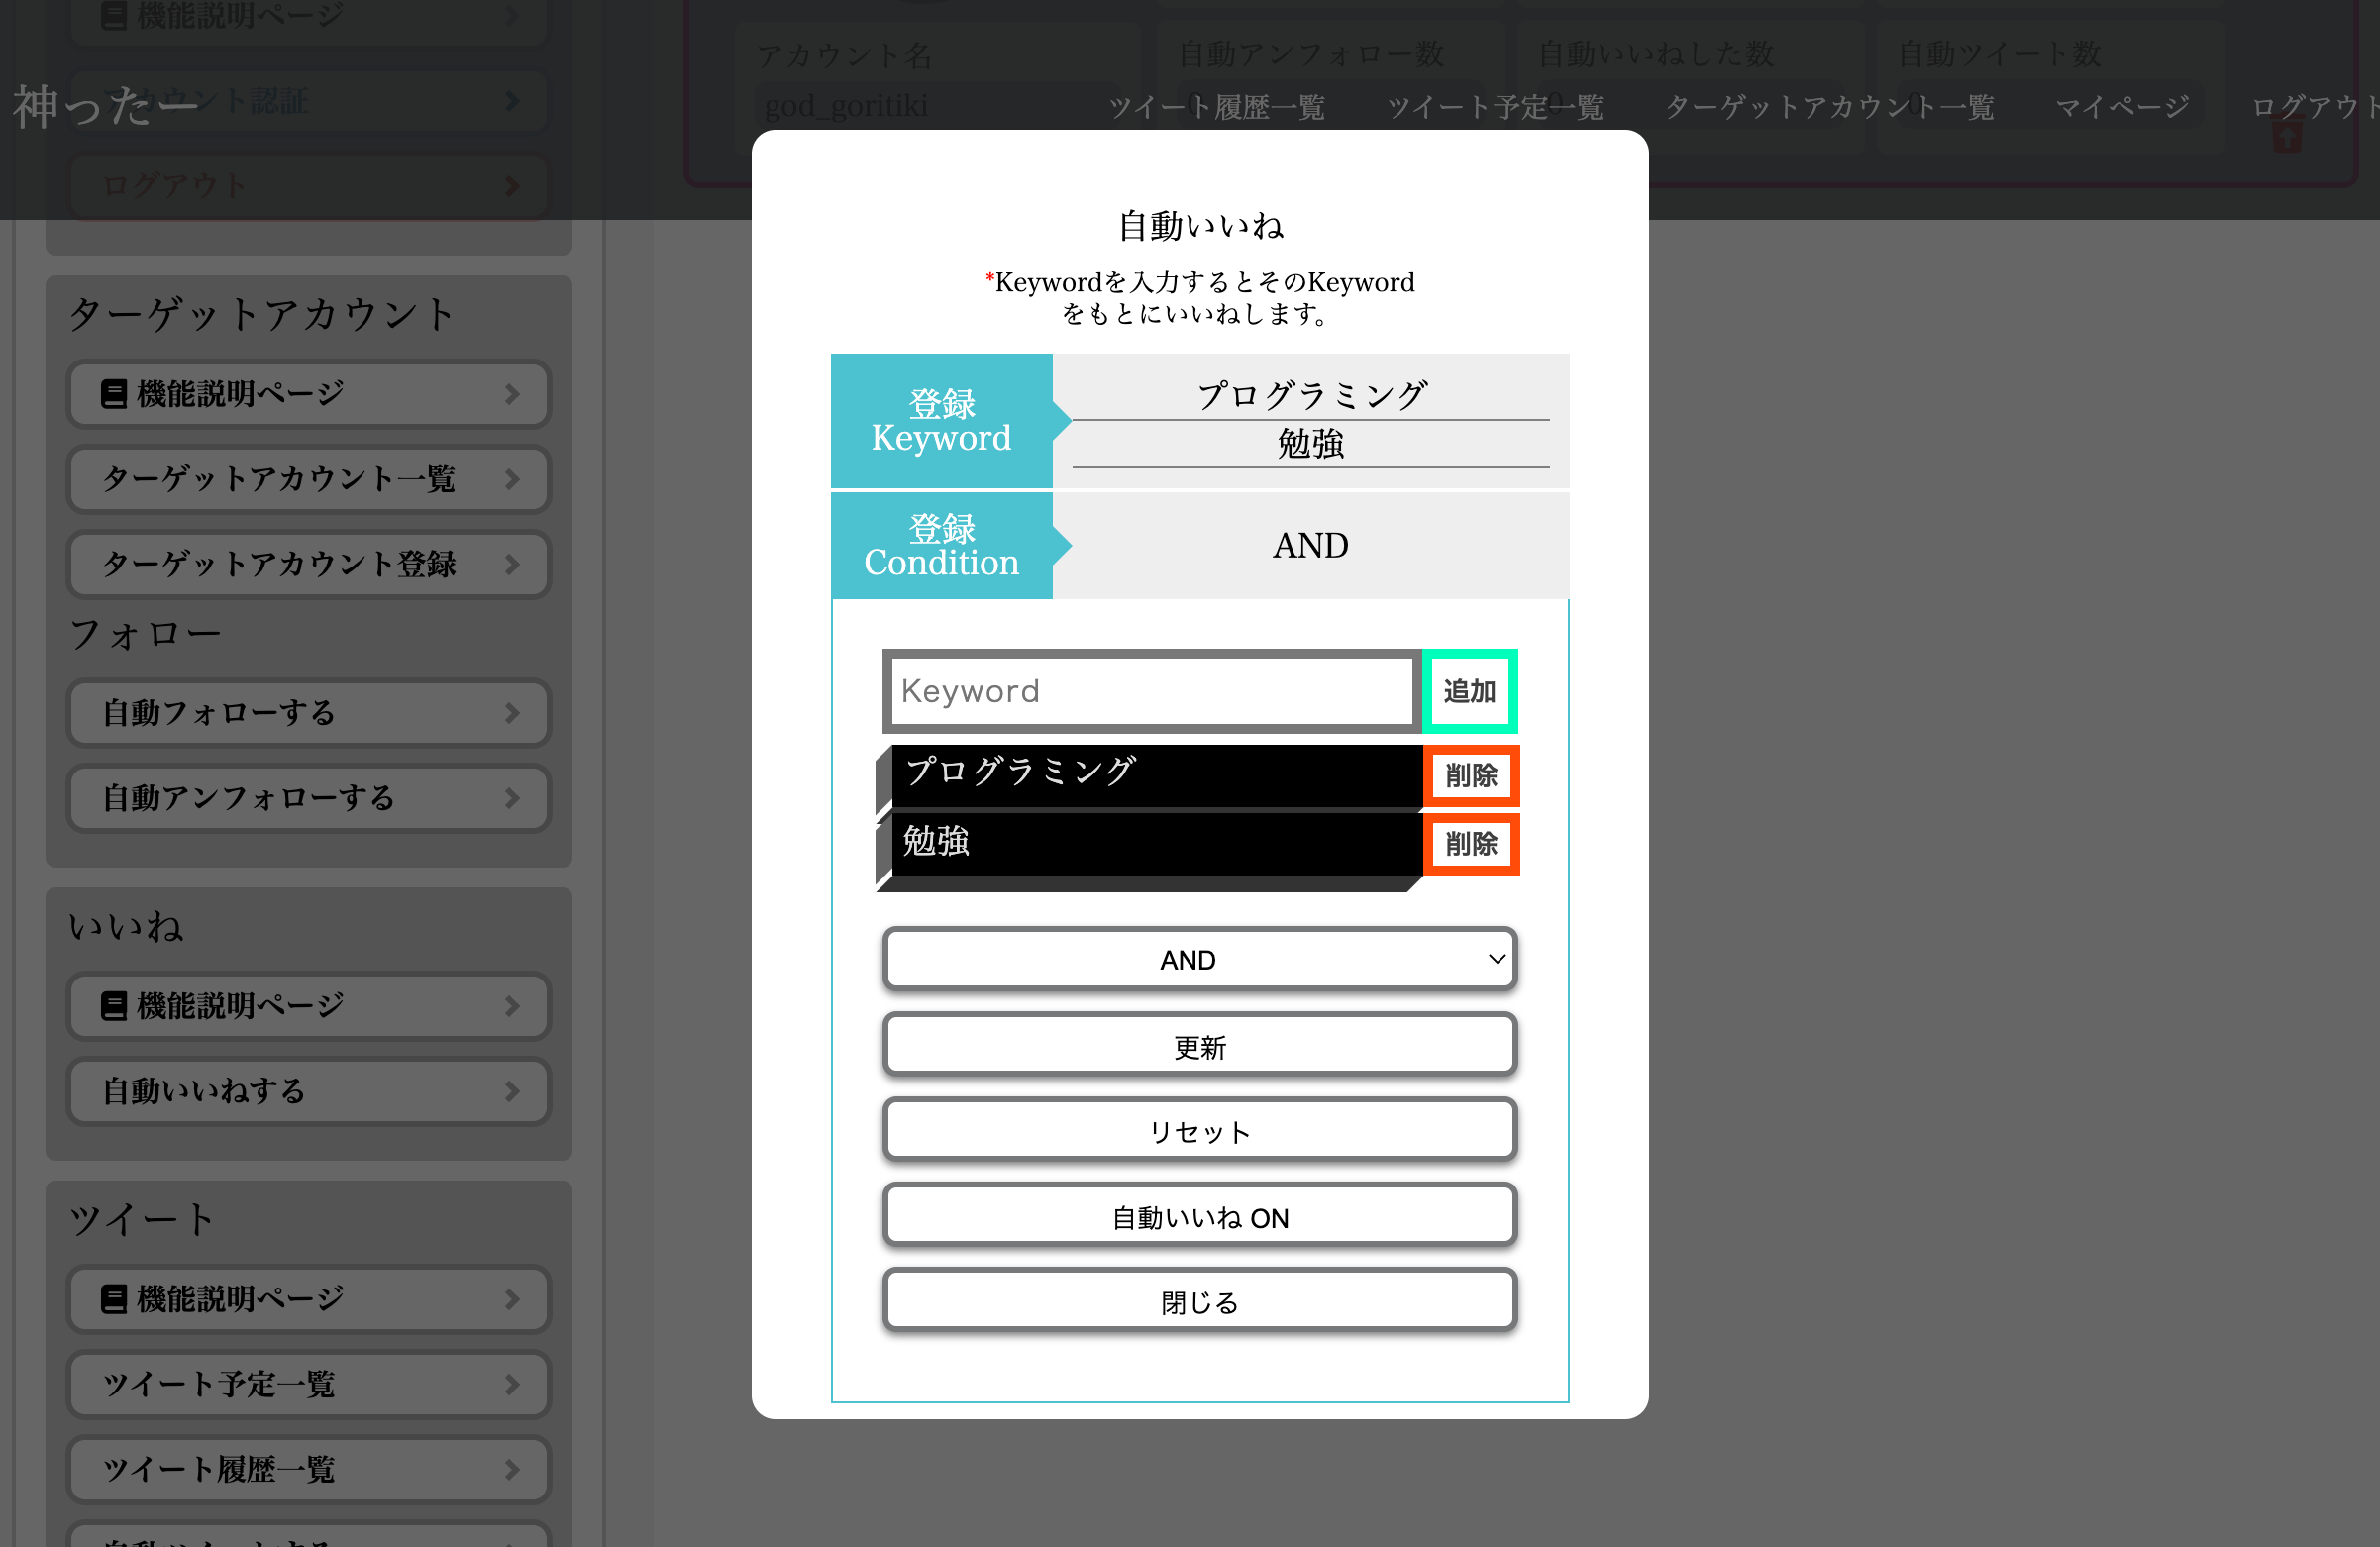 機能説明ページ
アカウント認証
ログアウト
神ったー
アカウント名
god_goritiki
自動アンフォロー数
0
自動いいねした数
0
自動ツイート数
0
ツイート履歴一覧
ツイート予定一覧
ターゲットアカウント一覧
マイページ
ログアウト
ターゲットアカウント
機能説明ページ
ターゲットアカウント一覧
ターゲットアカウント登録
フォロー
自動フォローする
自動アンフォローする
いいね
機能説明ページ
自動いいねする
ツイート
機能説明ページ
ツイート予定一覧
ツイート履歴一覧
自動いいね
*Keywordを入力するとそのKeyword
をもとにいいねします。
登録
Keyword
プログラミング
勉強
登録
Condition
AND
Keyword
追加
プログラミング
削除
勉強
削除
AND
更新
リセット
自動いいね ON
閉じる